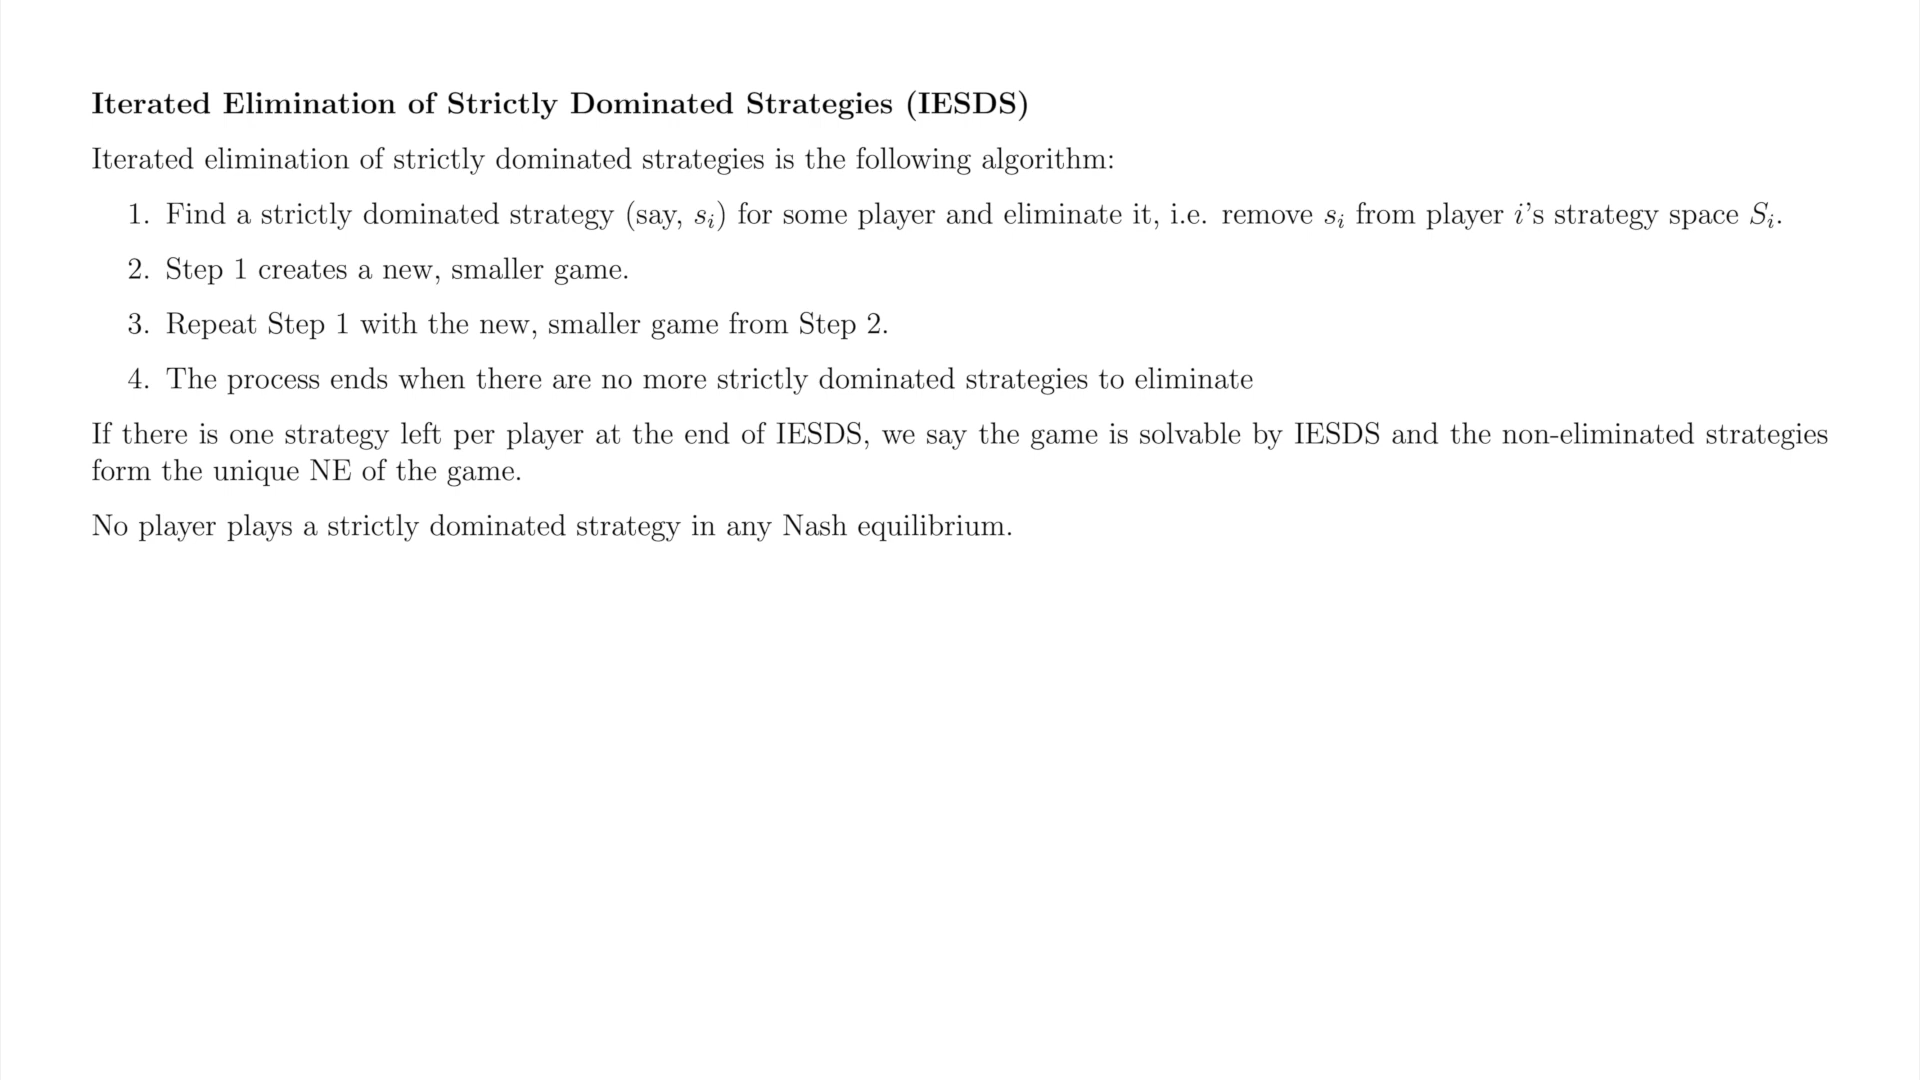 Iterated Elimination of Strictly Dominated Strategies (IESDS)
Iterated elimination of strictly dominated strategies is the following algorithm:
1. Find a strictly dominated strategy (say, $s_i$) for some player and eliminate it, i.e. remove $s_i$ from player $i$'s strategy space $S_i$.
2. Step 1 creates a new, smaller game.
3. Repeat Step 1 with the new, smaller game from Step 2.
4. The process ends when there are no more strictly dominated strategies to eliminate
If there is one strategy left per player at the end of IESDS, we say the game is solvable by IESDS and the non-eliminated strategies
form the unique NE of the game.
No player plays a strictly dominated strategy in any Nash equilibrium.